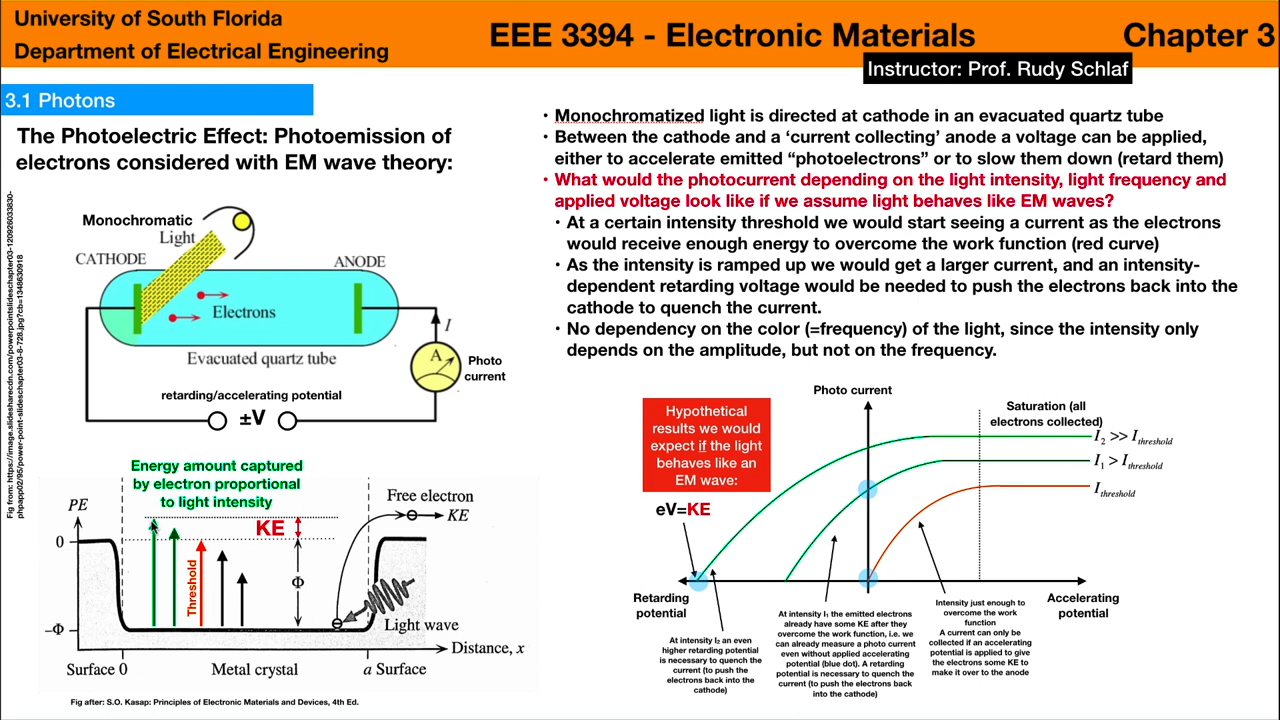 University of South Florida
Department of Electrical Engineering
EEE 3394 - Electronic Materials
Chapter 3
Instructor: Prof. Rudy Schlaf
3.1 Photons
The Photoelectric Effect: Photoemission of
electrons considered with EM wave theory:
Fig from: https://image.slidesharecdn.com/powerpointslideschapter03-120926033830-
phpapp02/95/power-point-slideschapter03-8-728.jpg?cb=1348630918
Monochromatic
Light
CATHODE
ANODE
Electrons
I
Evacuated quartz tube
A
Photo
current
retarding/accelerating potential
±V
Energy amount captured
by electron proportional
to light intensity
PE
Free electron
KE
KE
0
Threshold
Φ
Light wave
–Φ
Distance, x
Surface 0
Metal crystal
a Surface
Fig after: S.O. Kasap: Principles of Electronic Materials and Devices, 4th Ed.
• Monochromatized light is directed at cathode in an evacuated quartz tube
• Between the cathode and a ‘current collecting’ anode a voltage can be applied,
either to accelerate emitted “photoelectrons” or to slow them down (retard them)
• What would the photocurrent depending on the light intensity, light frequency and
applied voltage look like if we assume light behaves like EM waves?
• At a certain intensity threshold we would start seeing a current as the electrons
would receive enough energy to overcome the work function (red curve)
• As the intensity is ramped up we would get a larger current, and an intensity-
dependent retarding voltage would be needed to push the electrons back into the
cathode to quench the current.
• No dependency on the color (=frequency) of the light, since the intensity only
depends on the amplitude, but not on the frequency.
Photo current
Hypothetical
results we would
expect if the light
behaves like an
EM wave:
Saturation (all
electrons collected)
I2 >> Ithreshold
I1 > Ithreshold
Ithreshold
eV=KE
Retarding
potential
Accelerating
potential
At intensity I2 an even
higher retarding potential
is necessary to quench the
current (to push the
electrons back into the
cathode)
At intensity I1 the emitted electrons
already have some KE after they
overcome the work function, i.e. we
can already measure a photo current
even without applied accelerating
potential (blue dot). A retarding
potential is necessary to quench the
current (to push the electrons back
into the cathode)
Intensity just enough to
overcome the work
function
A current can only be
collected if an accelerating
potential is applied to give
the electrons some KE to
make it over to the anode